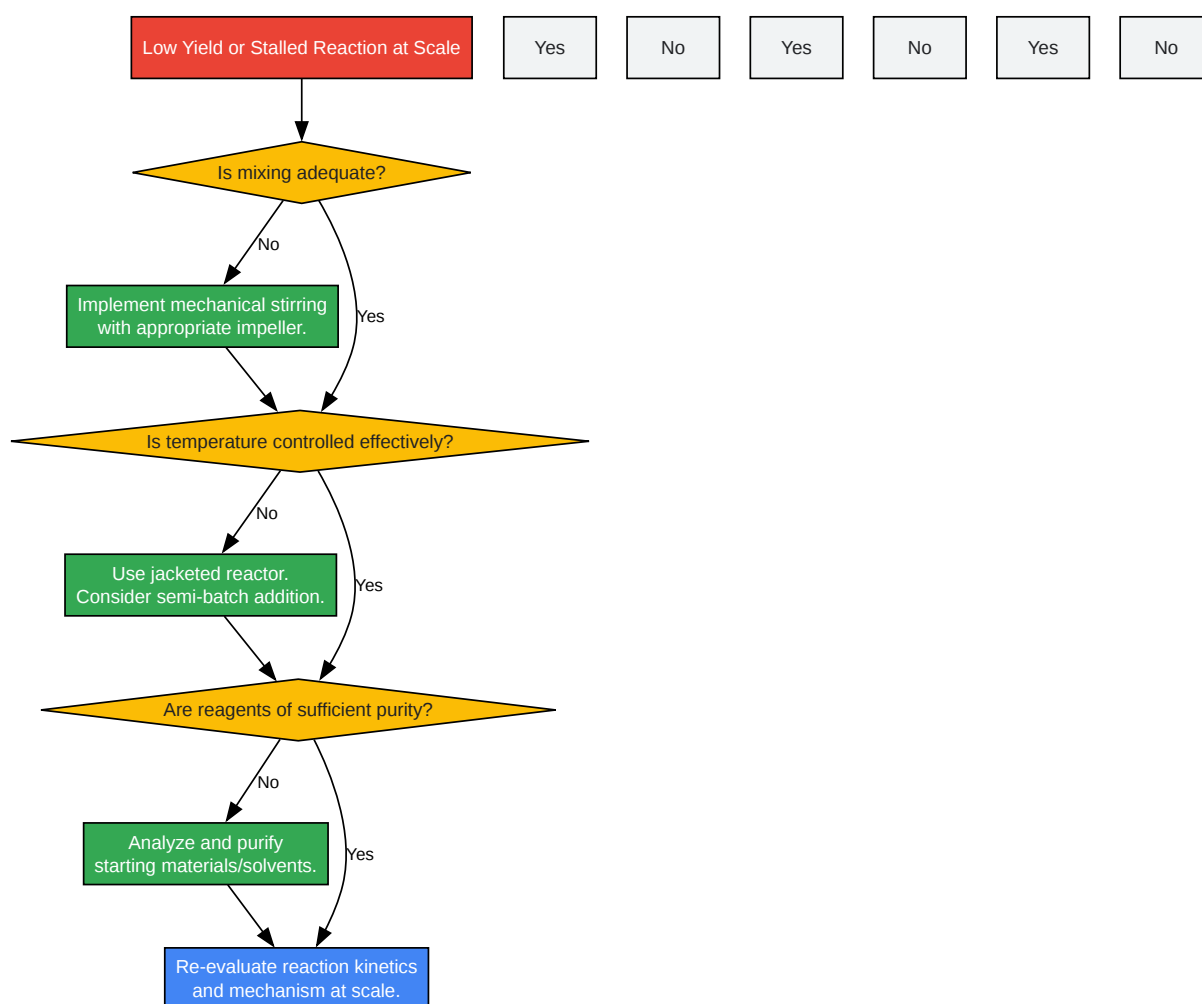 Low Yield or Stalled Reaction at Scale
Yes
No
Yes
No
Yes
No
Is mixing adequate?
No
Implement mechanical stirring
with appropriate impeller.
Yes
Is temperature controlled effectively?
No
Use jacketed reactor.
Consider semi-batch addition.
Yes
Are reagents of sufficient purity?
No
Analyze and purify
starting materials/solvents.
Yes
Re-evaluate reaction kinetics
and mechanism at scale.